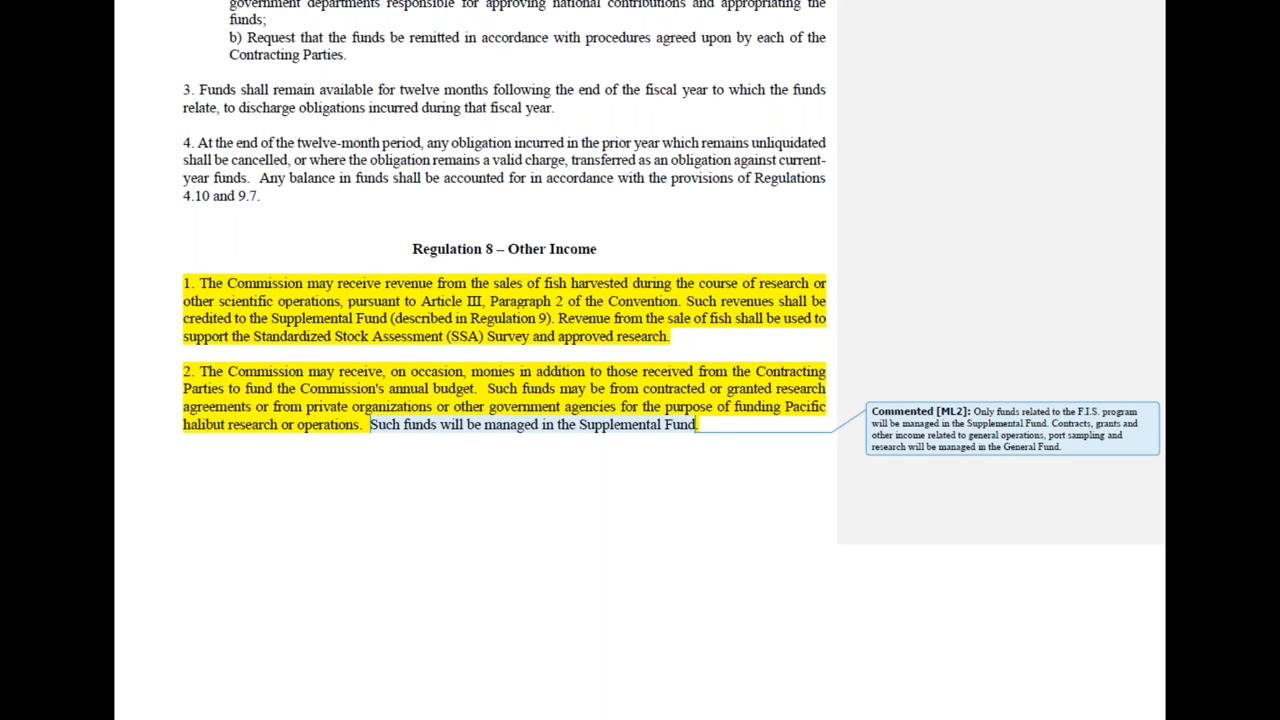 government departments responsible for approving national contributions and appropriating the
funds;
b) Request that the funds be remitted in accordance with procedures agreed upon by each of the
Contracting Parties.
3. Funds shall remain available for twelve months following the end of the fiscal year to which the funds
relate, to discharge obligations incurred during that fiscal year.
4. At the end of the twelve-month period, any obligation incurred in the prior year which remains unliquidated
shall be cancelled, or where the obligation remains a valid charge, transferred as an obligation against current-
year funds.  Any balance in funds shall be accounted for in accordance with the provisions of Regulations
4.10 and 9.7.
Regulation 8 – Other Income
1. The Commission may receive revenue from the sales of fish harvested during the course of research or
other scientific operations, pursuant to Article III, Paragraph 2 of the Convention. Such revenues shall be
credited to the Supplemental Fund (described in Regulation 9). Revenue from the sale of fish shall be used to
support the Standardized Stock Assessment (SSA) Survey and approved research.
2. The Commission may receive, on occasion, monies in addition to those received from the Contracting
Parties to fund the Commission's annual budget.  Such funds may be from contracted or granted research
agreements or from private organizations or other government agencies for the purpose of funding Pacific
halibut research or operations.  Such funds will be managed in the Supplemental Fund.
Commented [ML2]: Only funds related to the F.I.S. program
will be managed in the Supplemental Fund. Contracts, grants and
other income related to general operations, port sampling and
research will be managed in the General Fund.